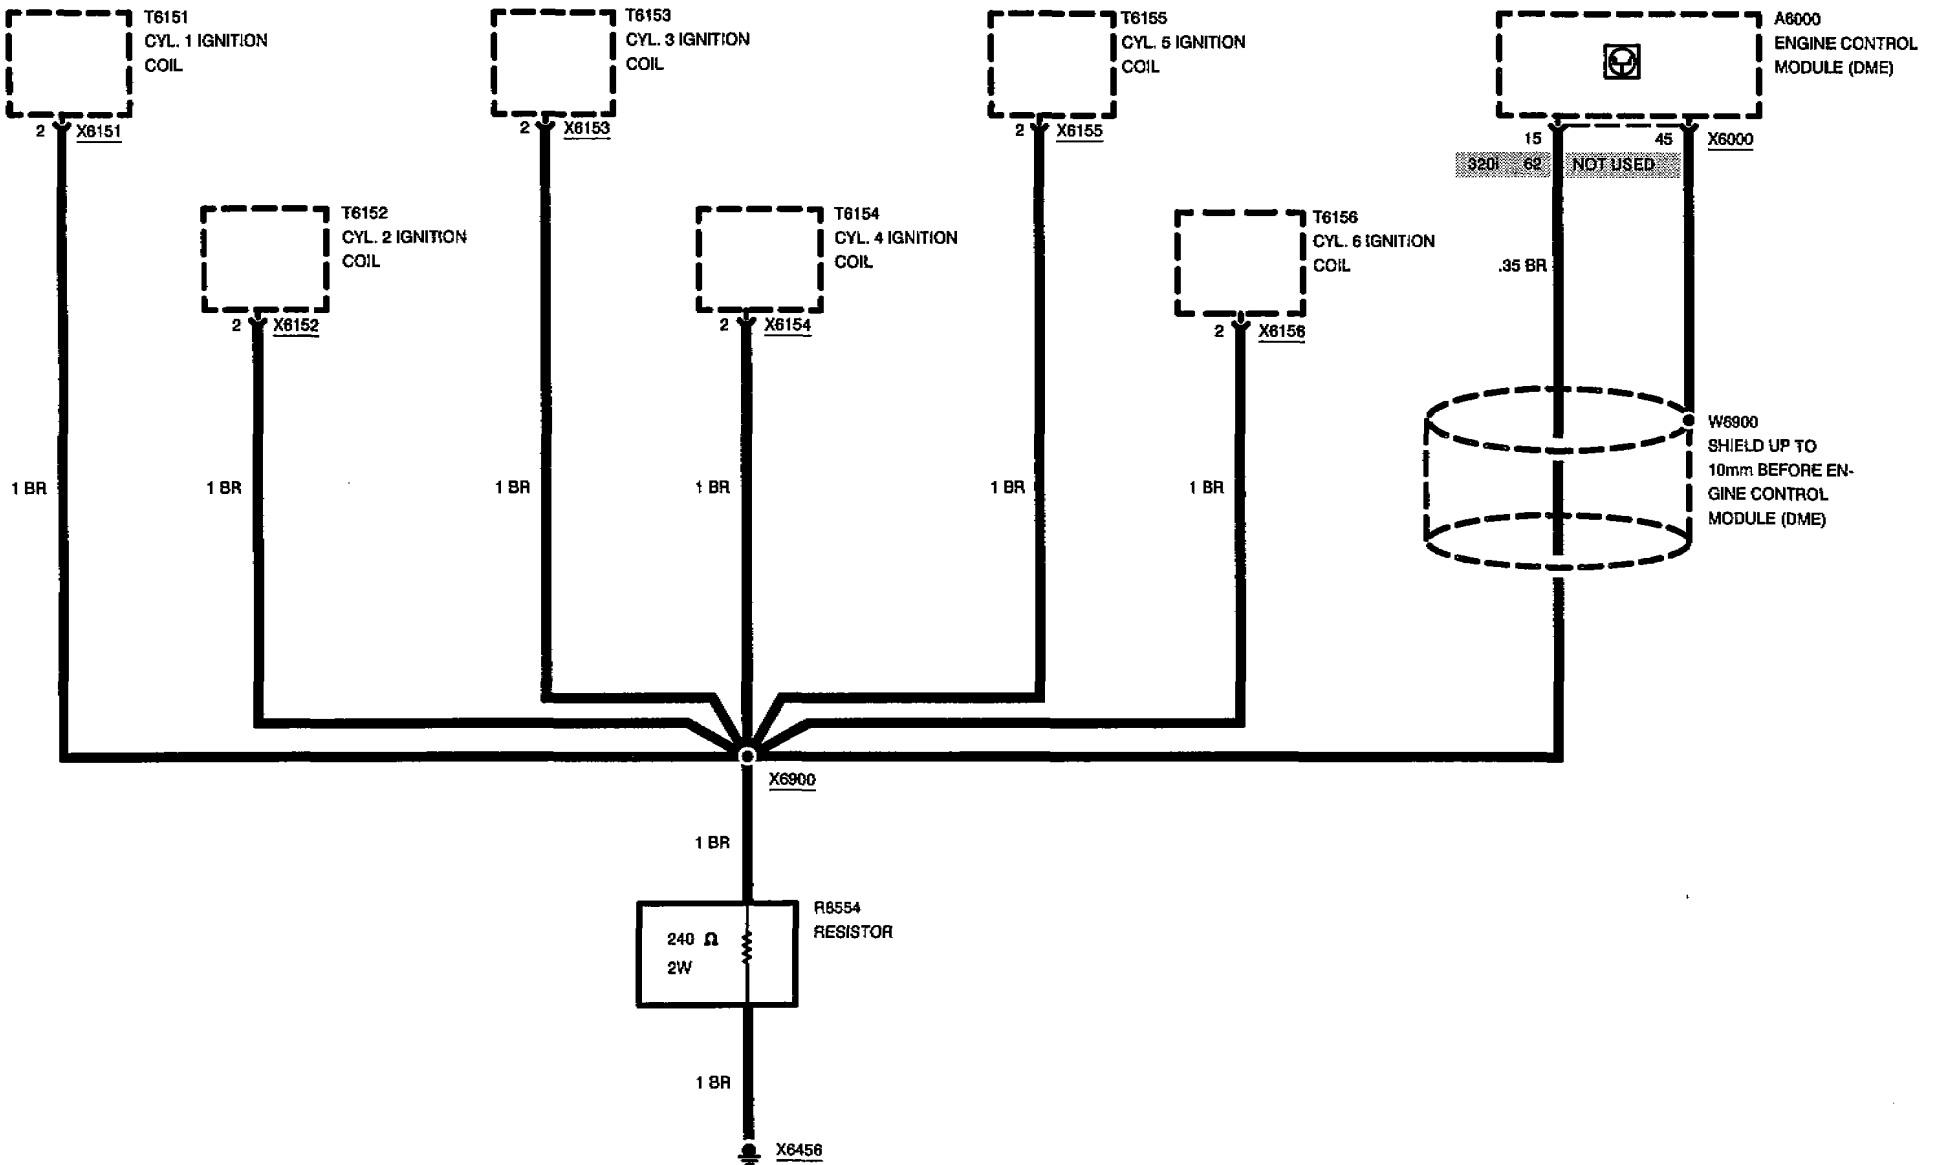 T6151
CYL. 1 IGNITION
COIL
2
X6151
T6153
CYL. 3 IGNITION
COIL
2
X6153
T6155
CYL. 5 IGNITION
COIL
2
X6155
A6000
ENGINE CONTROL
MODULE (DME)
15
45
X6000
320i 62
NOT USED
T6152
CYL. 2 IGNITION
COIL
2
X6152
T6154
CYL. 4 IGNITION
COIL
2
X6154
T6156
CYL. 6 IGNITION
COIL
2
X6156
.35 BR
W6900
SHIELD UP TO
10mm BEFORE EN-
GINE CONTROL
MODULE (DME)
1 BR
1 BR
1 BR
1 BR
1 BR
1 BR
X6900
1 BR
R8554
RESISTOR
240 Ω
2W
1 BR
X6456